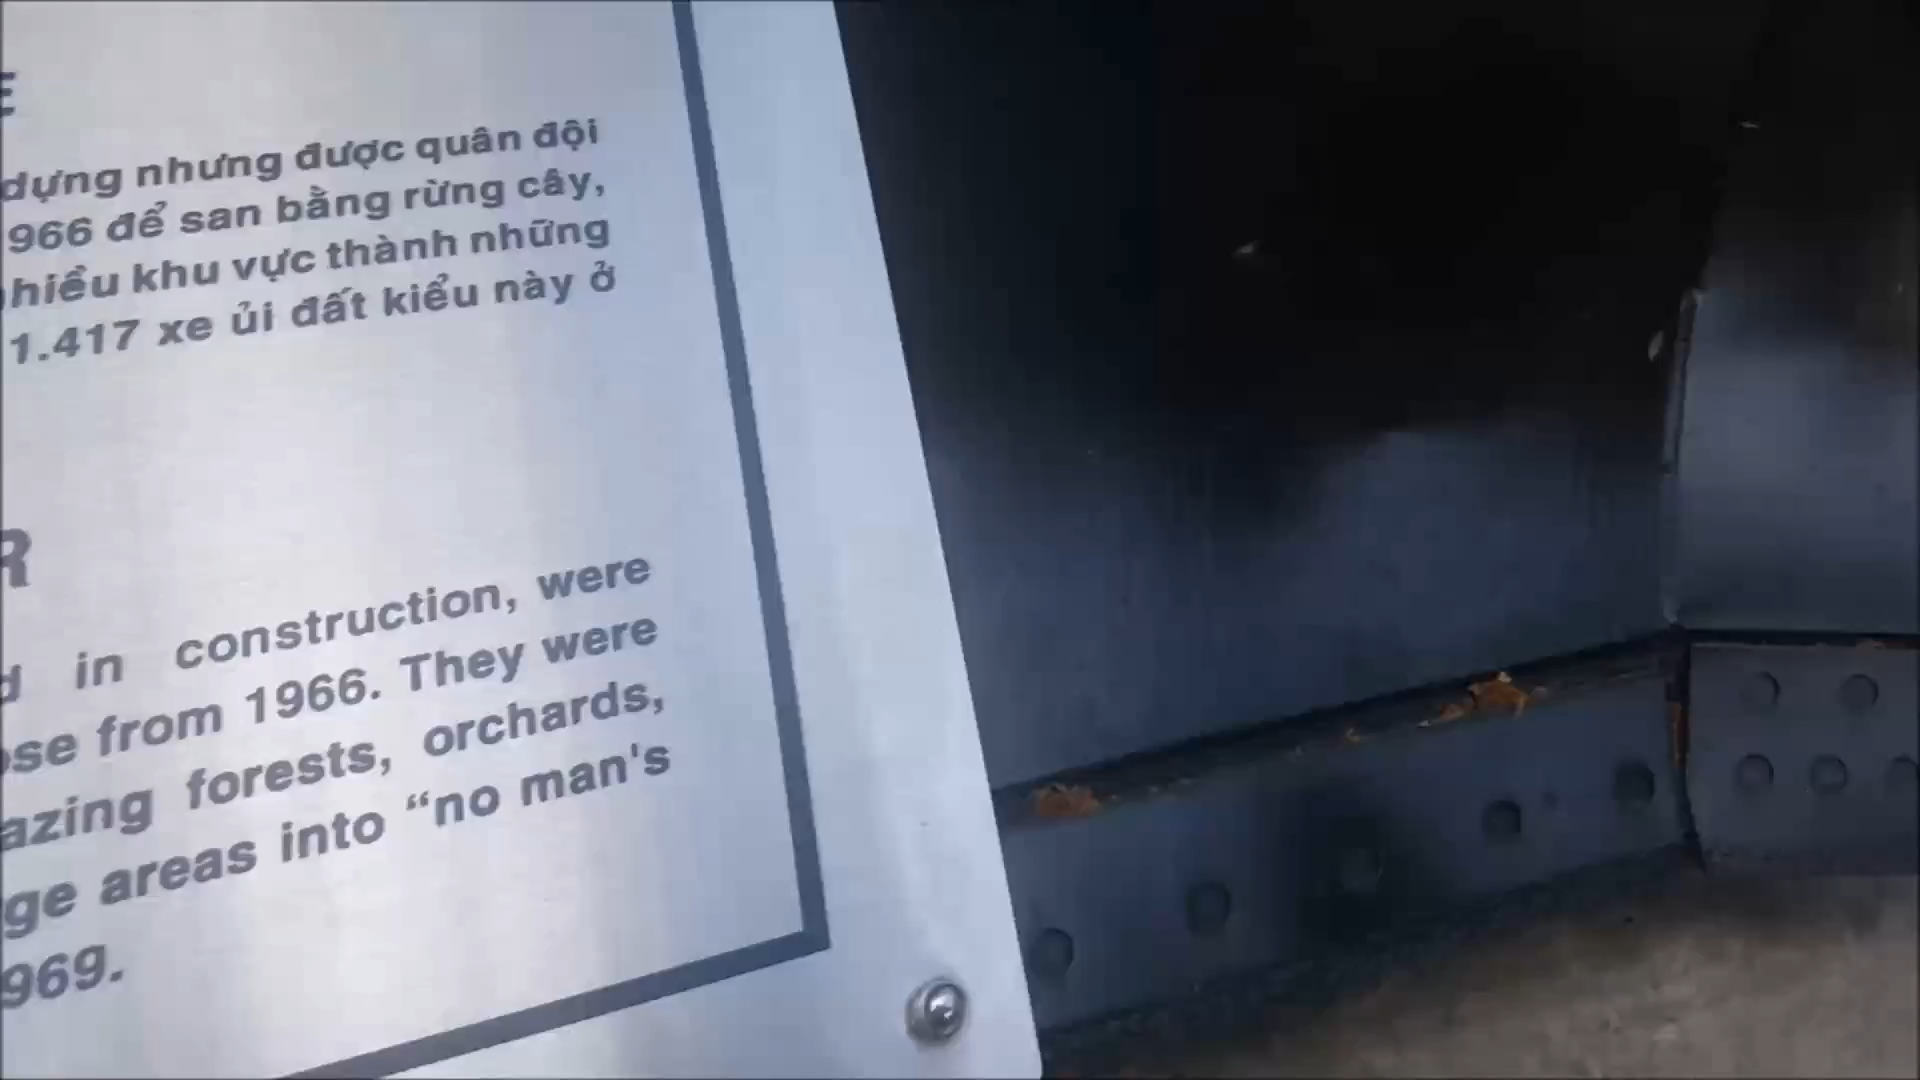 dựng nhưng được quân đội
966 để san bằng rừng cây,
hiều khu vực thành những
1.417 xe ủi đất kiểu này ở
R
in construction, were
se from 1966. They were
azing forests, orchards,
ge areas into “no man's
969.